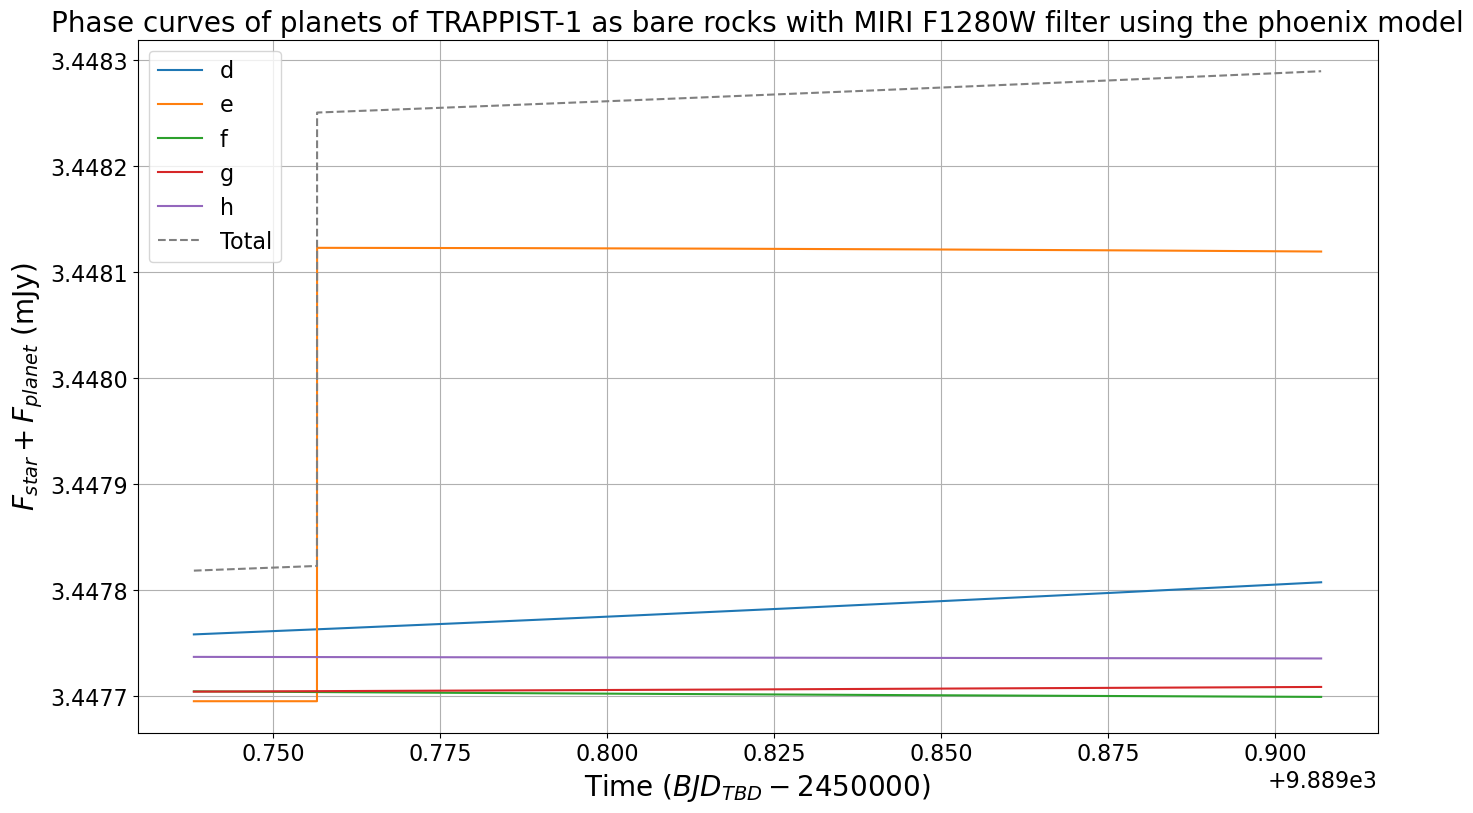 Phase curves of planets of TRAPPIST-1 as bare rocks with MIRI F1280W filter using the phoenix model
3.4483
3.4482
3.4481
3.4480
3.4479
3.4478
3.4477
F_star + F_planet (mJy)
d
e
f
g
h
Total
0.750
0.775
0.800
0.825
0.850
0.875
0.900
+9.889e3
Time (BJD_TBD − 2450000)